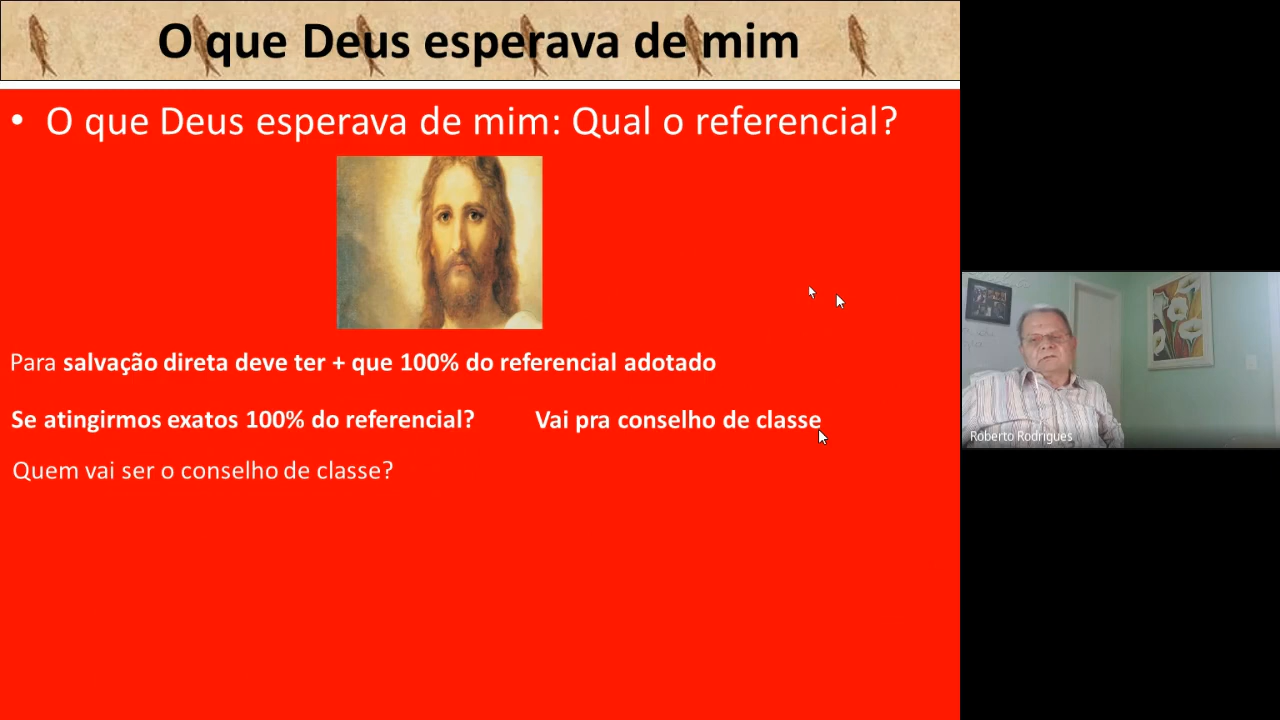 O que Deus esperava de mim
• O que Deus esperava de mim: Qual o referencial?
Para salvação direta deve ter + que 100% do referencial adotado
Se atingirmos exatos 100% do referencial? Vai pra conselho de classe
Quem vai ser o conselho de classe?
Roberto Rodrigues